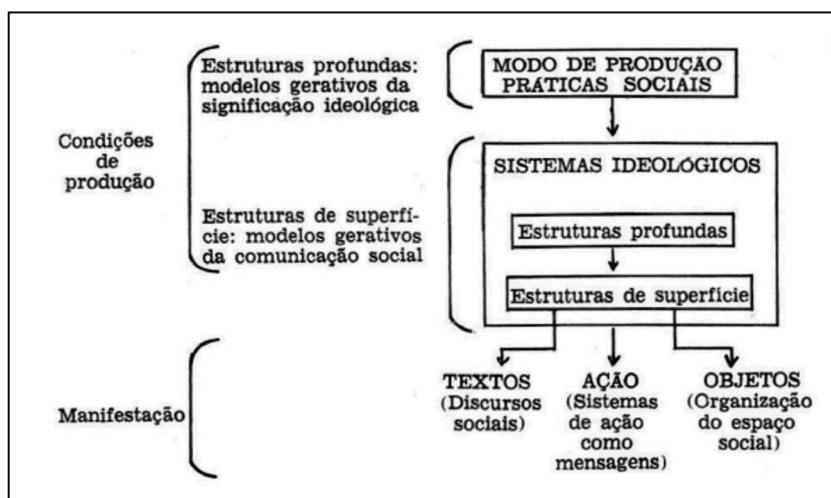 Condições
de
produção
Estruturas profundas:
modelos gerativos da
significação ideológica
MODO DE PRODUÇÃO
PRÁTICAS SOCIAIS
Estruturas de superfí-
cie: modelos gerativos
da comunicação social
SISTEMAS IDEOLÓGICOS
Estruturas profundas
Estruturas de superfície
Manifestação
TEXTOS
(Discursos
sociais)
AÇÃO
(Sistemas
de ação
como
mensagens)
OBJETOS
(Organização
do espaço
social)